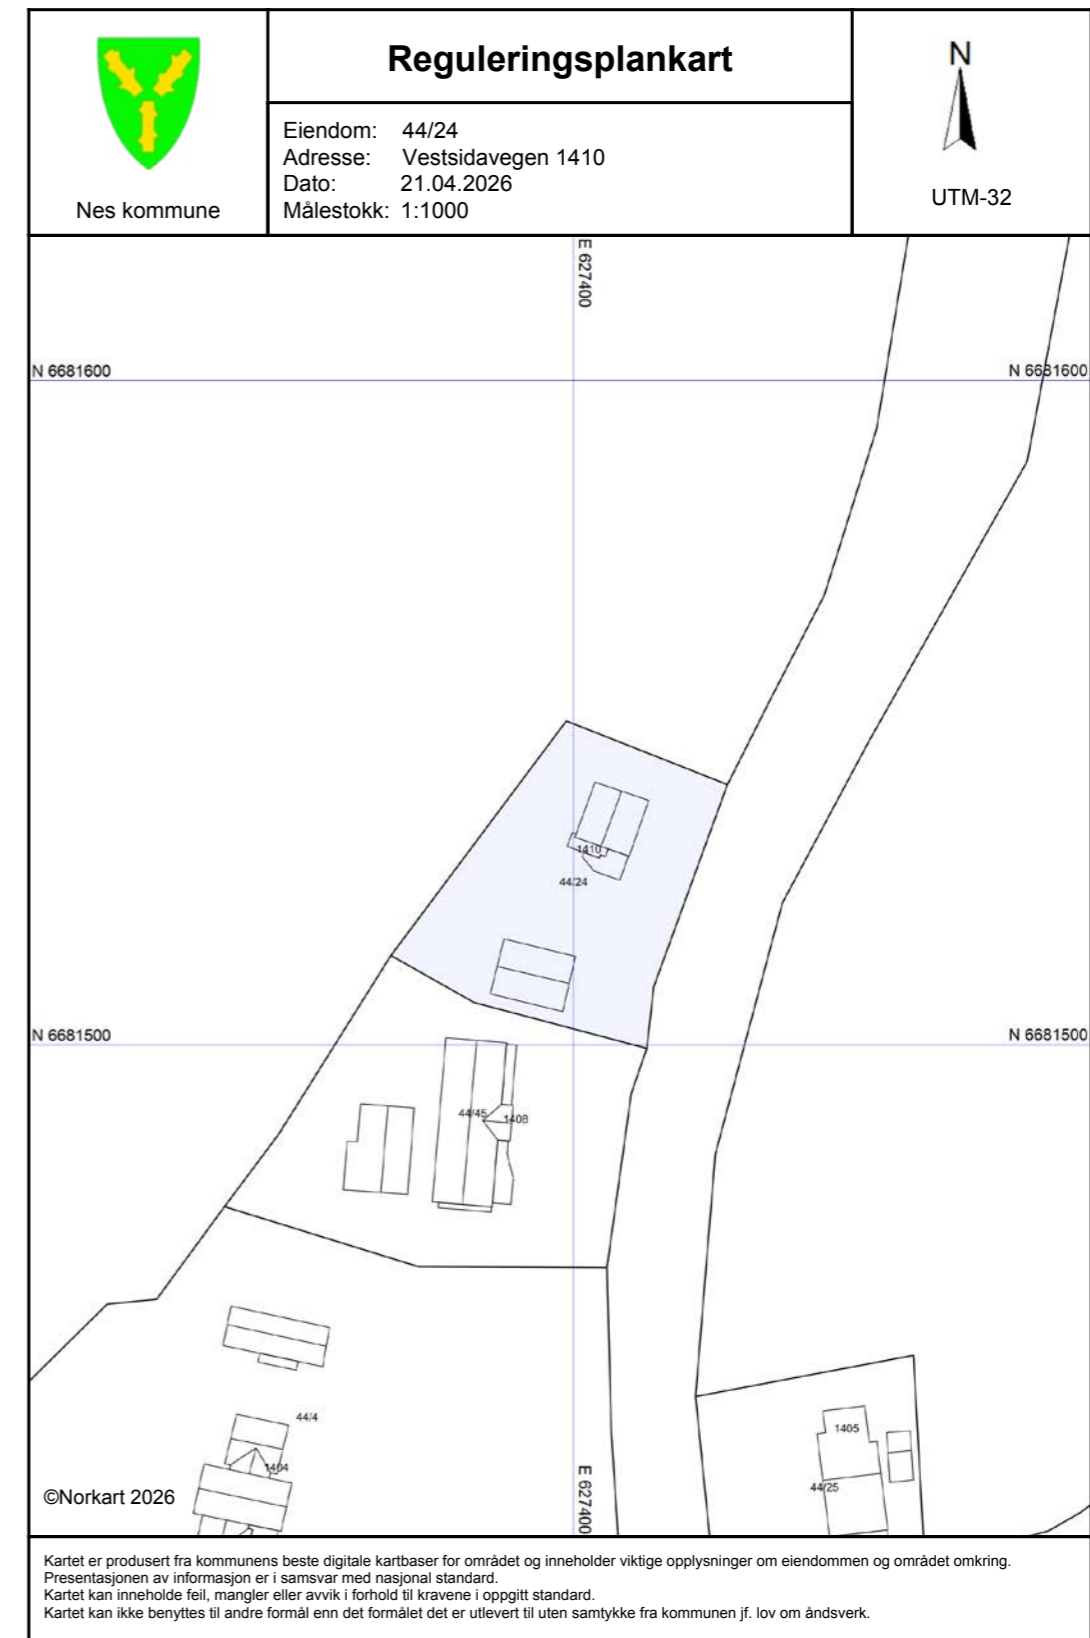 Reguleringsplankart
Eiendom: 44/24
Adresse: Vestsidavegen 1410
Dato: 21.04.2026
Målestokk: 1:1000
Nes kommune
N
UTM-32
E 627400
N 6681600
N 6681600
1410
44/24
N 6681500
N 6681500
44/45
1408
44/4
1404
1405
44/25
E 627400
©Norkart 2026
Kartet er produsert fra kommunens beste digitale kartbaser for området og inneholder viktige opplysninger om eiendommen og området omkring.
Presentasjonen av informasjon er i samsvar med nasjonal standard.
Kartet kan inneholde feil, mangler eller avvik i forhold til kravene i oppgitt standard.
Kartet kan ikke benyttes til andre formål enn det formålet det er utlevert til uten samtykke fra kommunen jf. lov om åndsverk.